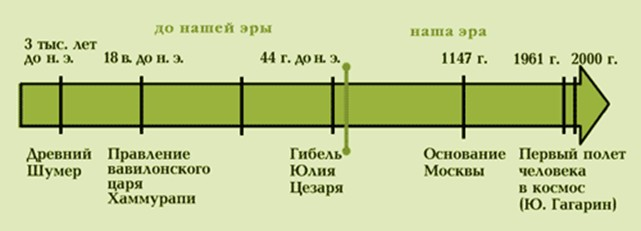 до нашей эры
наша эра
3 тыс. лет
до н. э.
18 в. до н. э.
44 г. до н. э.
1147 г.
1961 г.
2000 г.
Древний
Шумер
Правление
вавилонского
царя
Хаммурапи
Гибель
Юлия
Цезаря
Основание
Москвы
Первый полет
человека
в космос
(Ю. Гагарин)